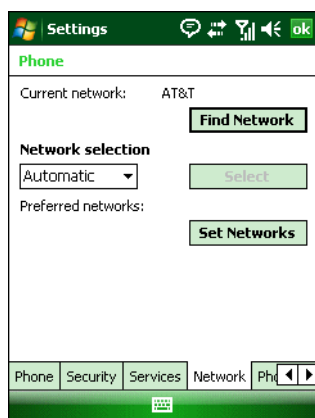 Settings ok
Phone
Current network: AT&T
Find Network
Network selection
Automatic Select
Preferred networks:
Set Networks
Phone Security Services Network